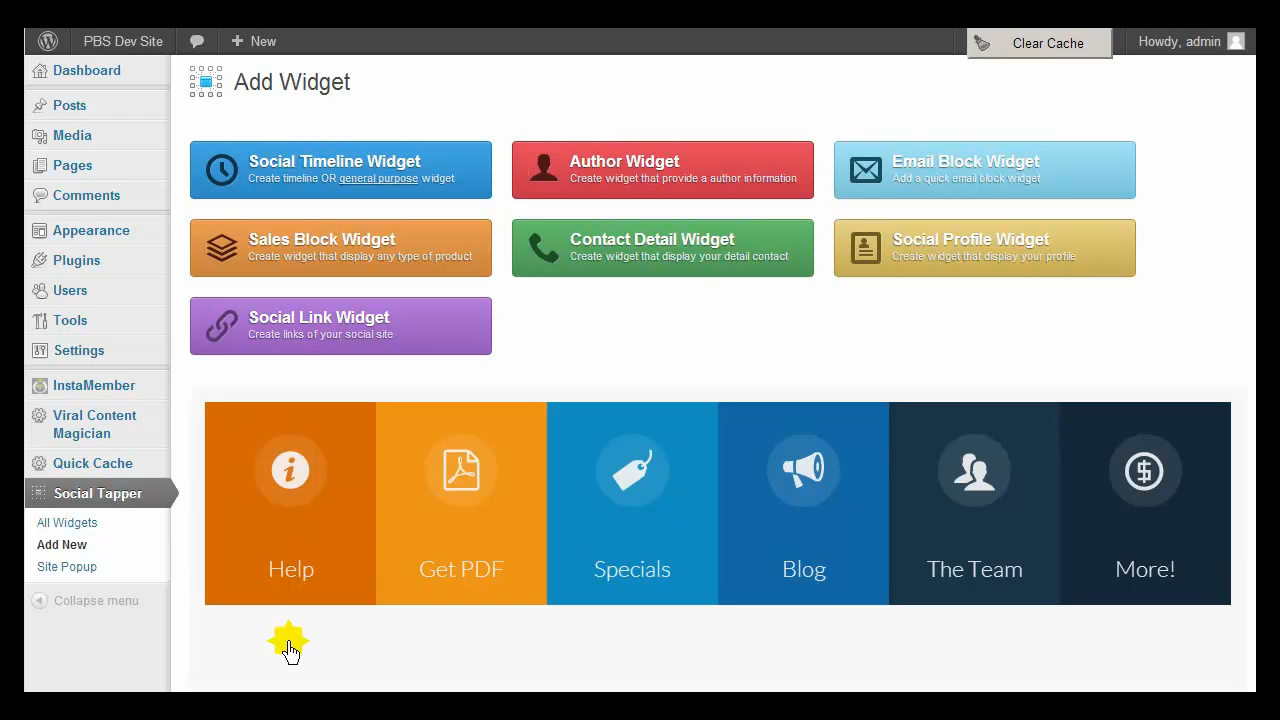 PBS Dev Site
New
Clear Cache
Howdy, admin
Dashboard
Posts
Media
Pages
Comments
Appearance
Plugins
Users
Tools
Settings
InstaMember
Viral Content
Magician
Quick Cache
Social Tapper
All Widgets
Add New
Site Popup
Collapse menu
Add Widget
Social Timeline Widget
Create timeline OR general purpose widget
Author Widget
Create widget that provide a author information
Email Block Widget
Add a quick email block widget
Sales Block Widget
Create widget that display any type of product
Contact Detail Widget
Create widget that display your detail contact
Social Profile Widget
Create widget that display your profile
Social Link Widget
Create links of your social site
Help
Get PDF
Specials
Blog
The Team
More!